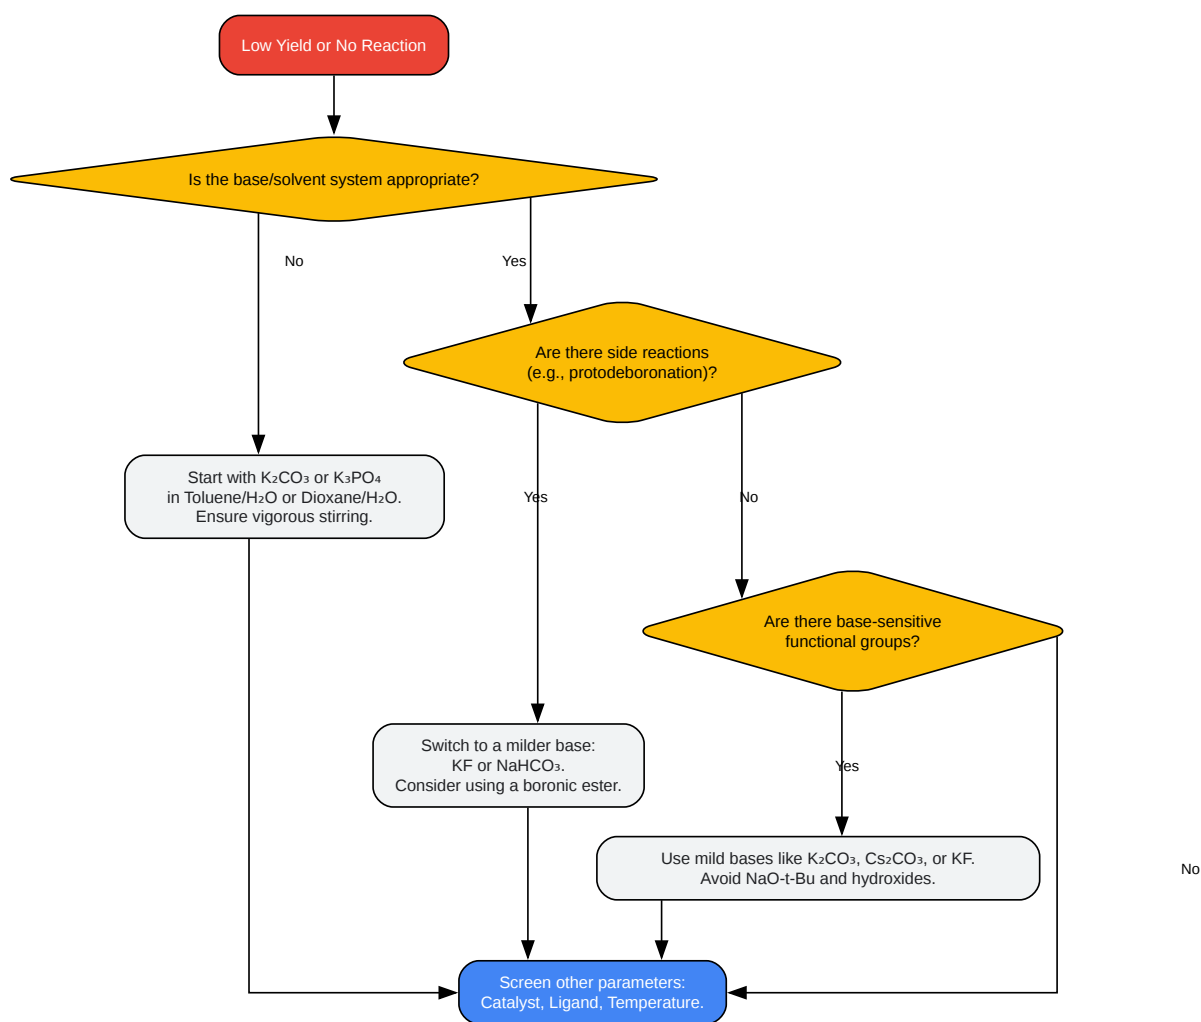 Low Yield or No Reaction
Is the base/solvent system appropriate?
No
Yes
Are there side reactions
(e.g., protodeboronation)?
Start with K₂CO₃ or K₃PO₄
in Toluene/H₂O or Dioxane/H₂O.
Ensure vigorous stirring.
Yes
No
Are there base-sensitive
functional groups?
Switch to a milder base:
KF or NaHCO₃.
Consider using a boronic ester.
Yes
Use mild bases like K₂CO₃, Cs₂CO₃, or KF.
Avoid NaO-t-Bu and hydroxides.
No
Screen other parameters:
Catalyst, Ligand, Temperature.